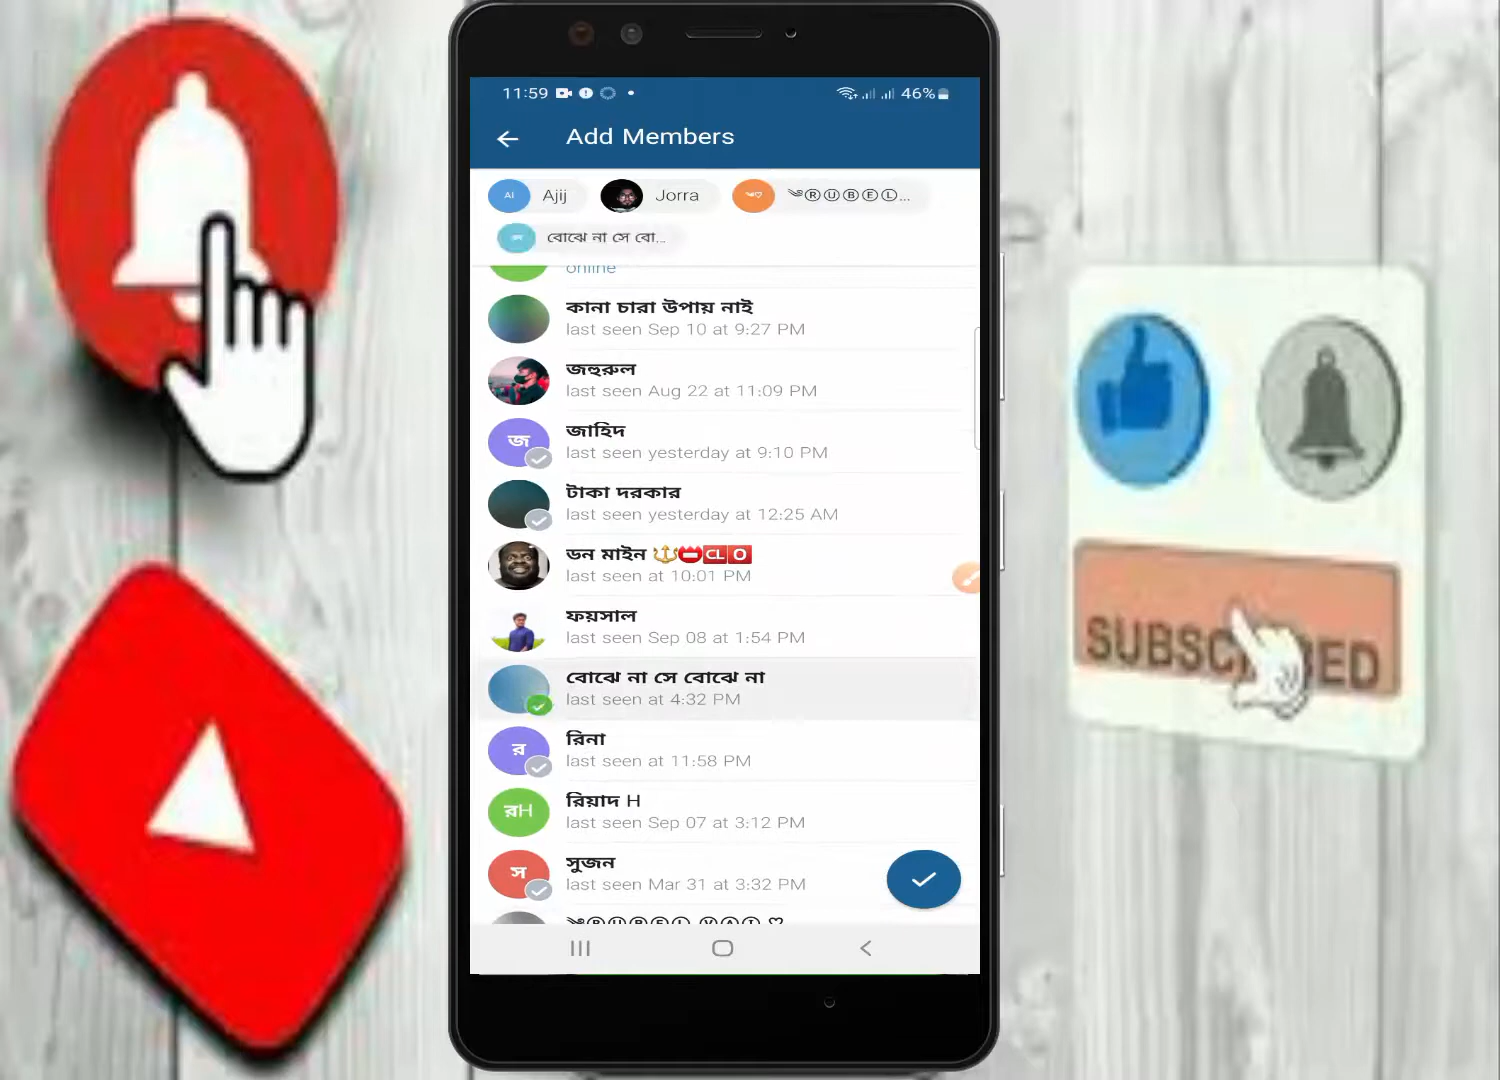 11:59
46%
Add Members
AI Ajij
Jorra
༄ⓇⓊⒷⒺⓁ...
বোঝে না সে বো...
online
কানা চারা উপায় নাই
last seen Sep 10 at 9:27 PM
জহুরুল
last seen Aug 22 at 11:09 PM
জ
জাহিদ
last seen yesterday at 9:10 PM
টাকা দরকার
last seen yesterday at 12:25 AM
ডন মাইন 🔱📛🆑🅾
last seen at 10:01 PM
ফয়সাল
last seen Sep 08 at 1:54 PM
বোঝে না সে বোঝে না
last seen at 4:32 PM
র
রিনা
last seen at 11:58 PM
রH
রিয়াদ H
last seen Sep 07 at 3:12 PM
স
সুজন
last seen Mar 31 at 3:32 PM